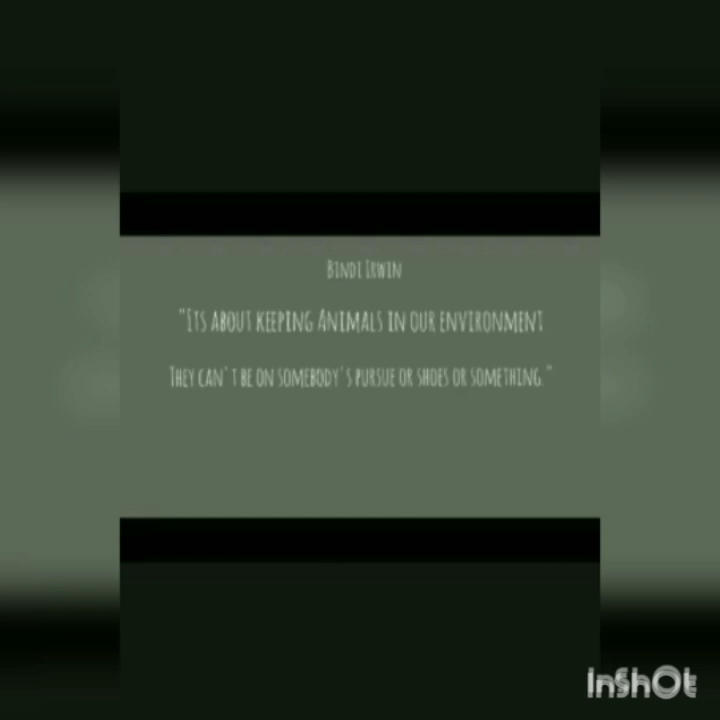 Bindi Irwin
"Its about keeping Animals in our environment
They can't be on somebody's pursue or shoes or something."
InShOt